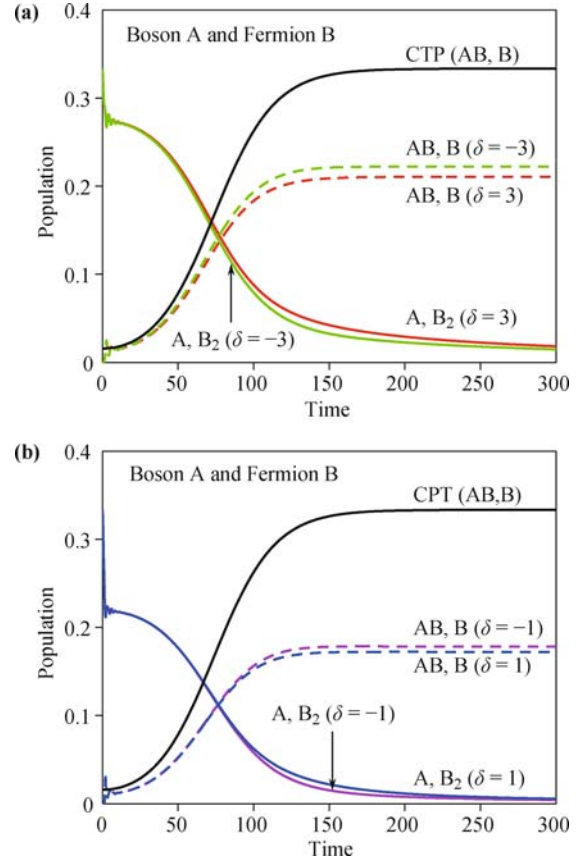 (a)
Boson A and Fermion B
CTP (AB, B)
AB, B (δ = −3)
AB, B (δ = 3)
A, B₂ (δ = −3)
A, B₂ (δ = 3)
Population
0.4
0.3
0.2
0.1
0
0 50 100 150 200 250 300
Time
(b)
Boson A and Fermion B
CPT (AB,B)
AB, B (δ = −1)
AB, B (δ = 1)
A, B₂ (δ = −1)
A, B₂ (δ = 1)
Population
0.4
0.3
0.2
0.1
0
0 50 100 150 200 250 300
Time